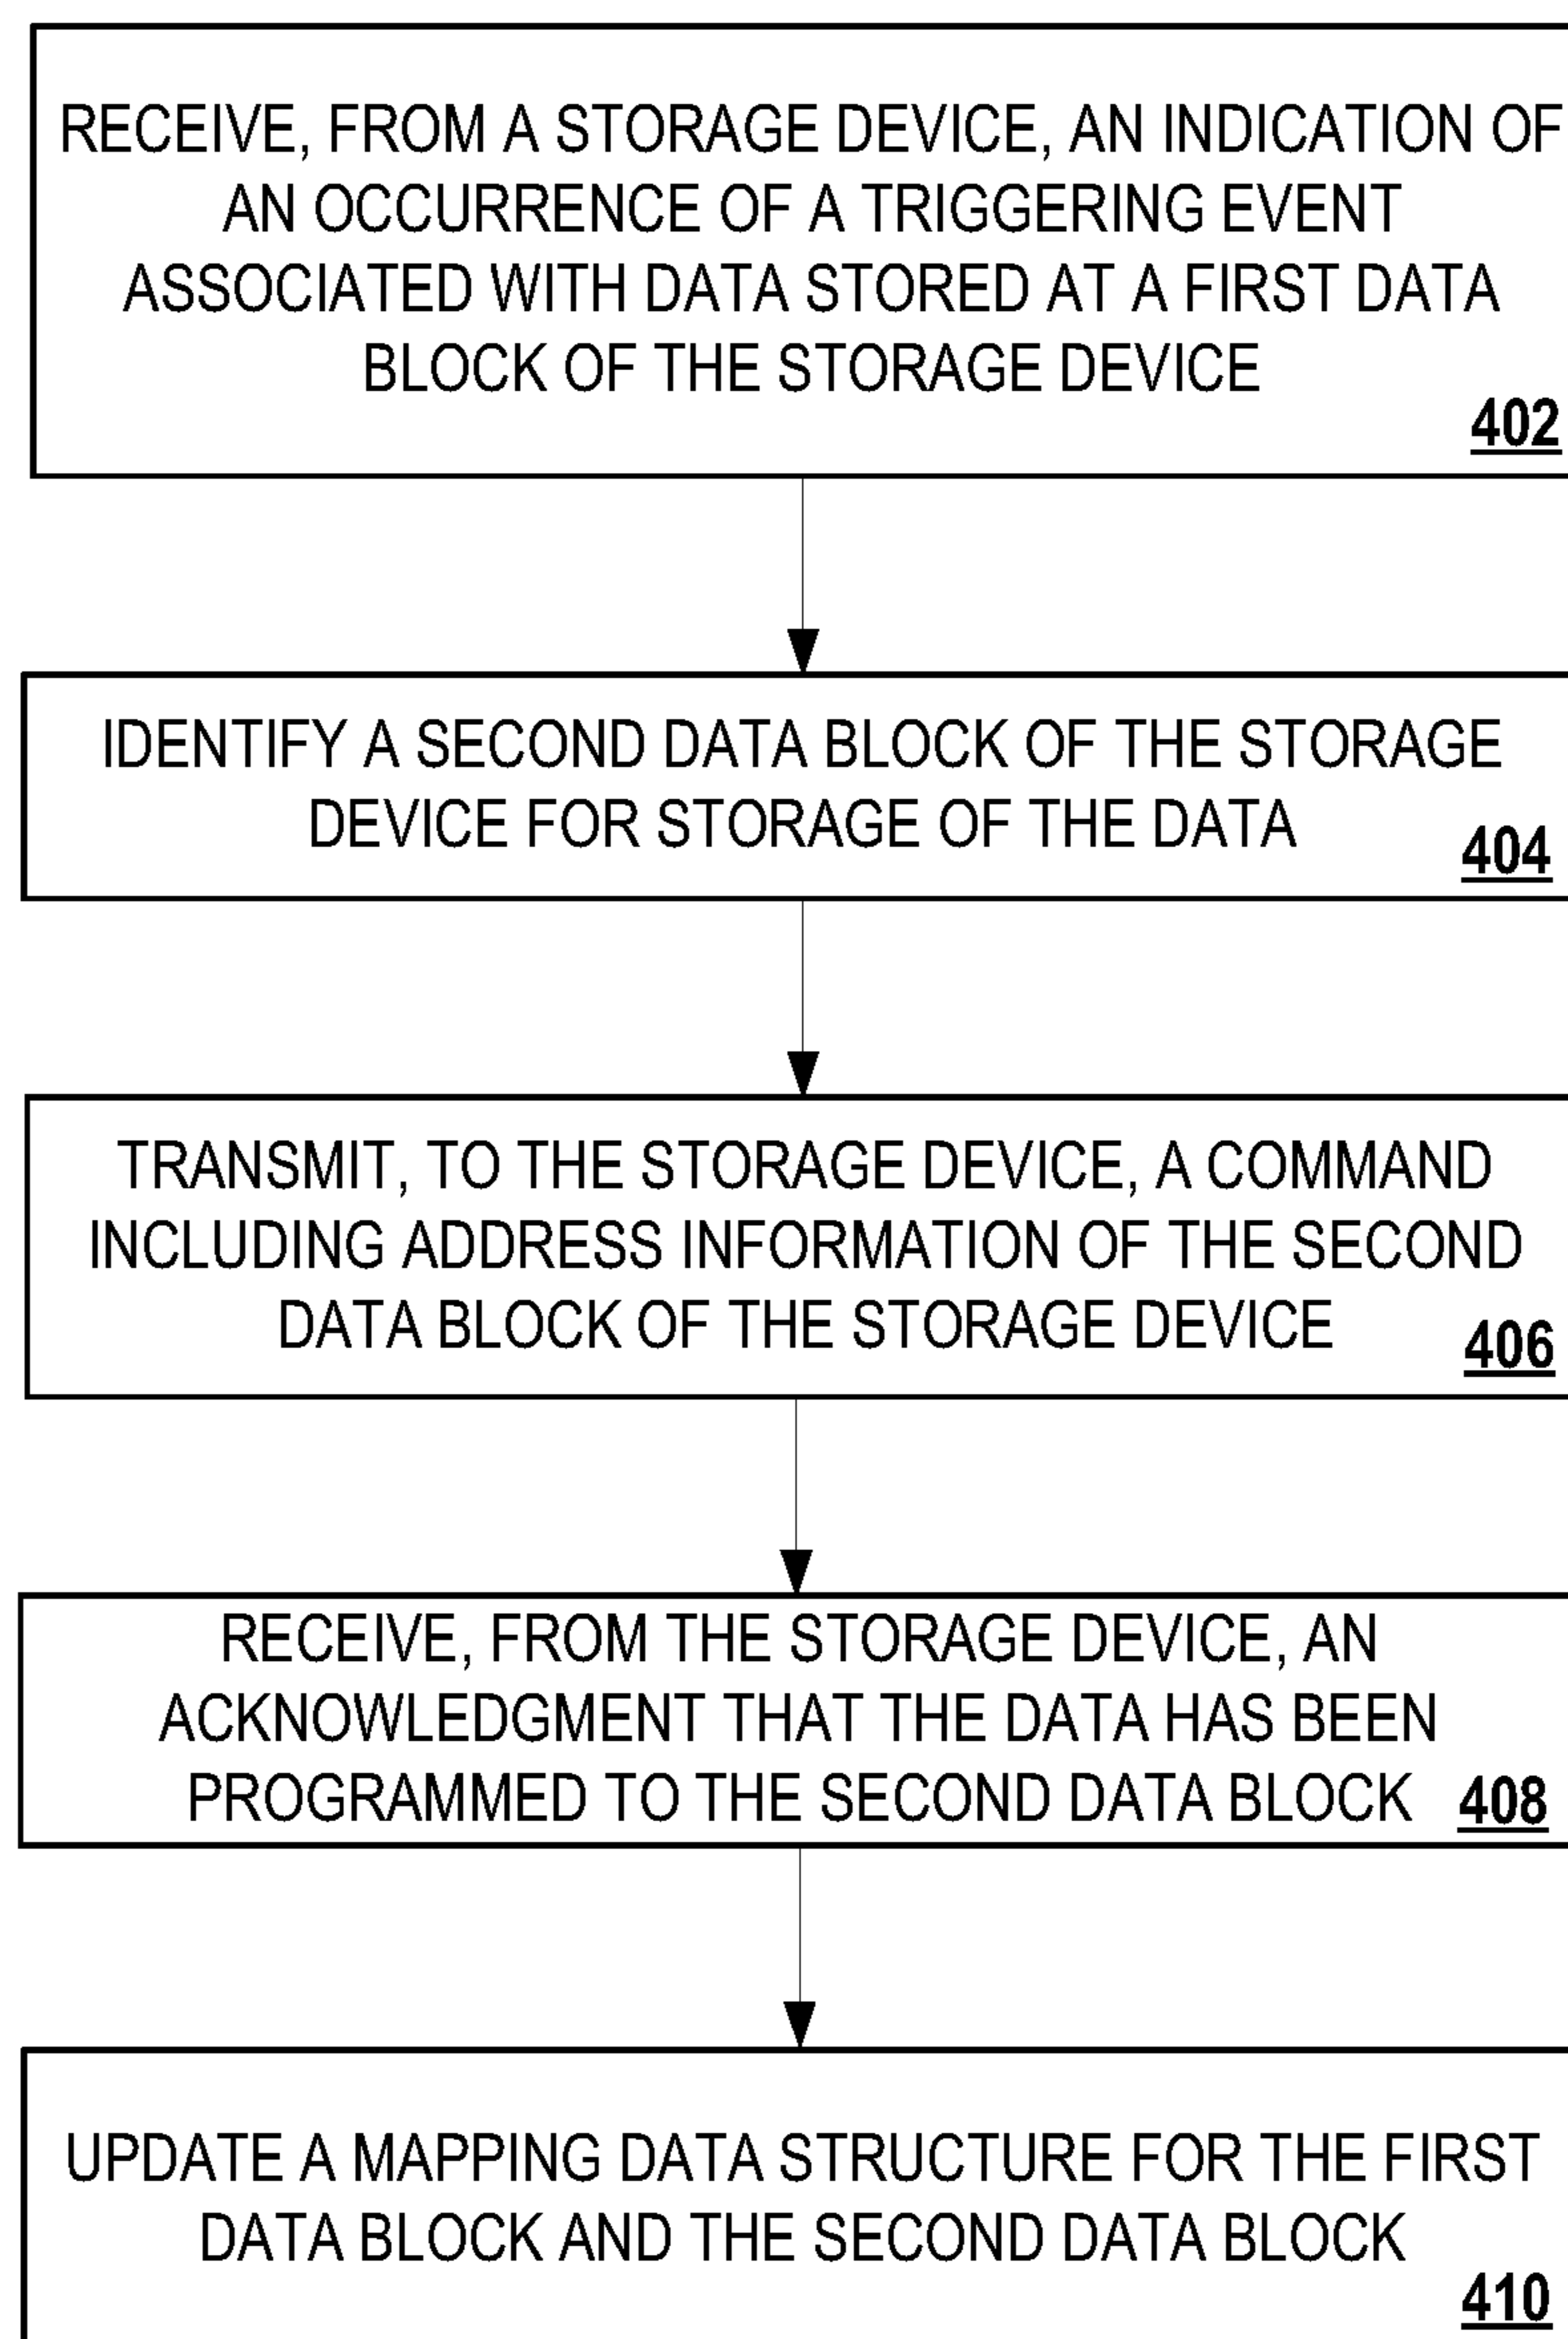 RECEIVE, FROM A STORAGE DEVICE, AN INDICATION OF
AN OCCURRENCE OF A TRIGGERING EVENT
ASSOCIATED WITH DATA STORED AT A FIRST DATA
BLOCK OF THE STORAGE DEVICE
402
IDENTIFY A SECOND DATA BLOCK OF THE STORAGE
DEVICE FOR STORAGE OF THE DATA
404
TRANSMIT, TO THE STORAGE DEVICE, A COMMAND
INCLUDING ADDRESS INFORMATION OF THE SECOND
DATA BLOCK OF THE STORAGE DEVICE
406
RECEIVE, FROM THE STORAGE DEVICE, AN
ACKNOWLEDGMENT THAT THE DATA HAS BEEN
PROGRAMMED TO THE SECOND DATA BLOCK
408
UPDATE A MAPPING DATA STRUCTURE FOR THE FIRST
DATA BLOCK AND THE SECOND DATA BLOCK
410